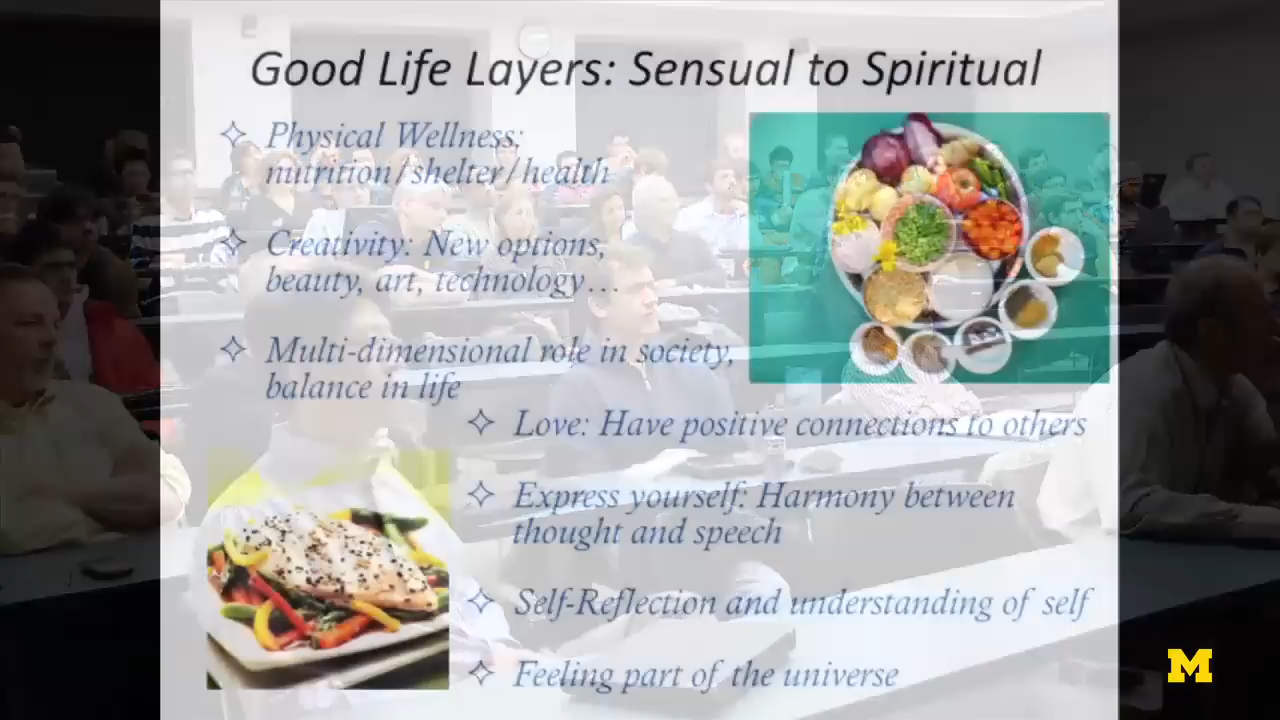 Good Life Layers: Sensual to Spiritual
Physical Wellness:
nutrition/shelter/health
Creativity: New options,
beauty, art, technology…
Multi-dimensional role in society,
balance in life
Love: Have positive connections to others
Express yourself: Harmony between
thought and speech
Self-Reflection and understanding of self
Feeling part of the universe
M